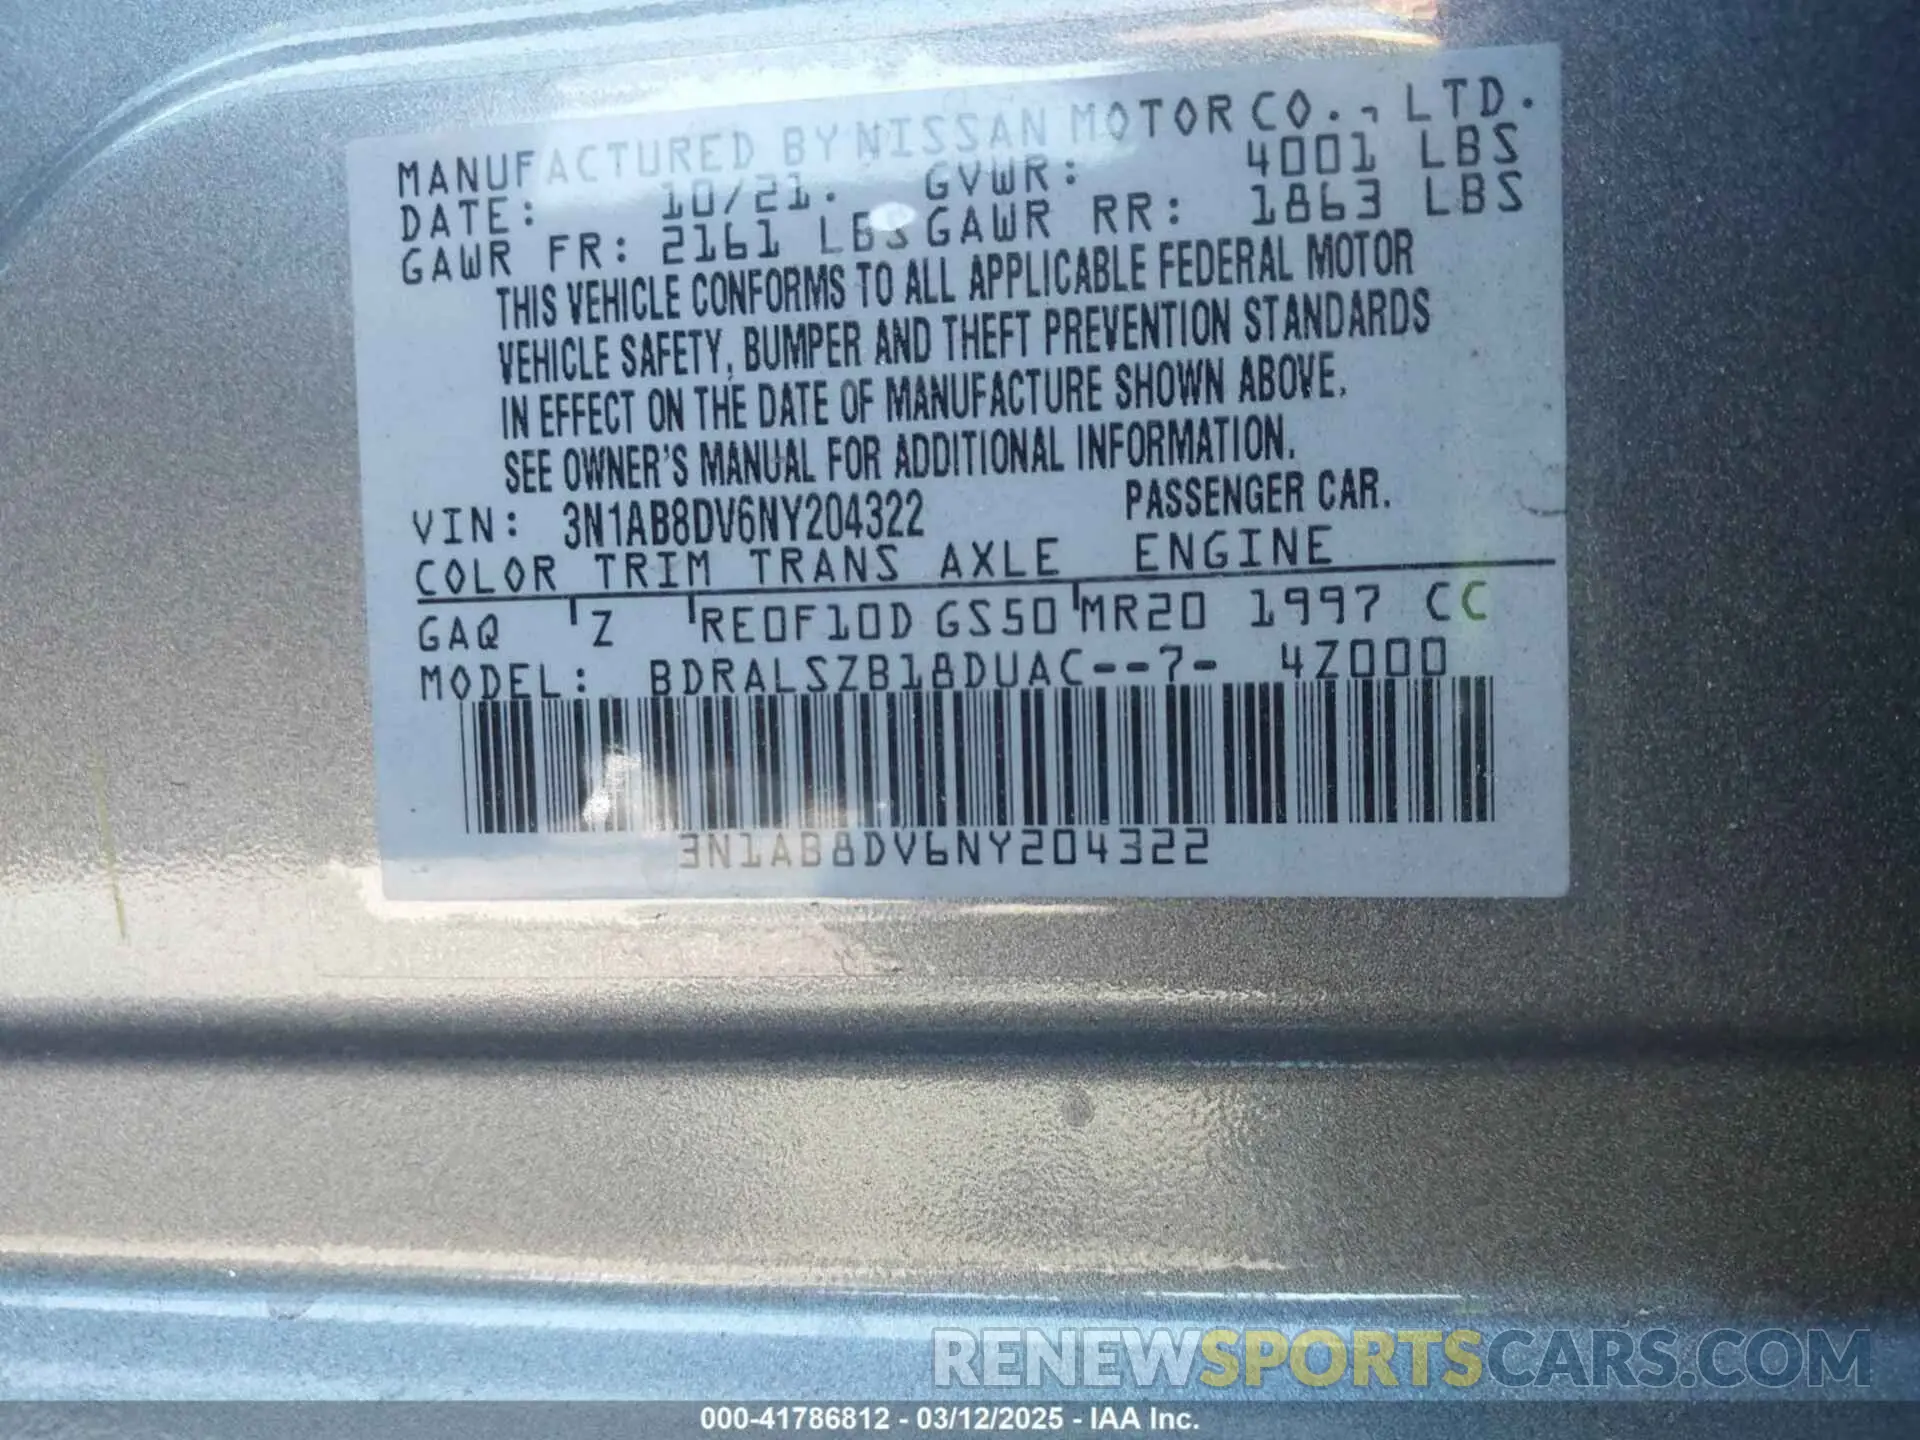 MANUFACTURED BY NISSAN MOTOR CO., LTD.
DATE: 10/21. GVWR: 4001 LBS
GAWR FR: 2161 LBS GAWR RR: 1863 LBS
THIS VEHICLE CONFORMS TO ALL APPLICABLE FEDERAL MOTOR
VEHICLE SAFETY, BUMPER AND THEFT PREVENTION STANDARDS
IN EFFECT ON THE DATE OF MANUFACTURE SHOWN ABOVE.
SEE OWNER'S MANUAL FOR ADDITIONAL INFORMATION.
VIN: 3N1AB8DV6NY204322 PASSENGER CAR.
COLOR TRIM TRANS AXLE ENGINE
GAQ Z RE0F10D GS50 MR20 1997 CC
MODEL: BDRALSZB18DUAC--7- 4Z000
3N1AB8DV6NY204322
RENEWSPORTSCARS.COM
000-41786812 - 03/12/2025 - IAA Inc.